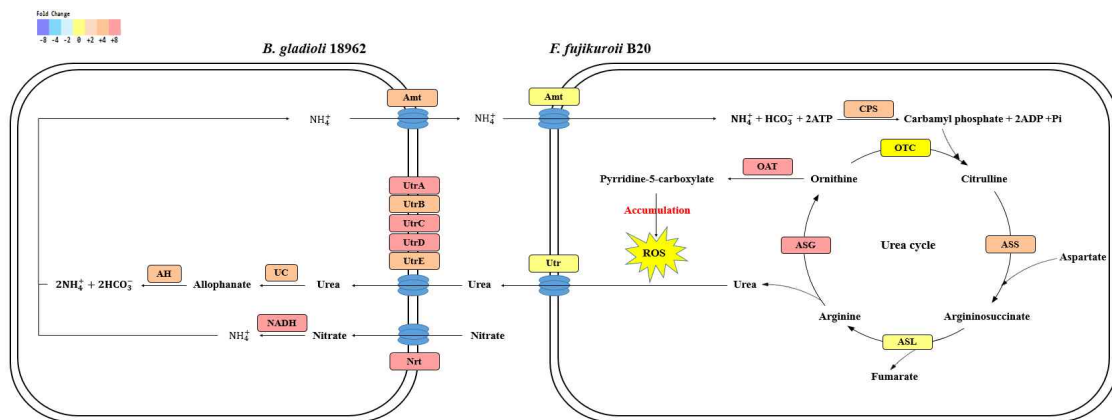 Fold Change
-8 -4 -2 0 +2 +4 +8
B. gladioli 18962
F. fujikuroii B20
Amt
Amt
NH₄⁺
NH₄⁺
NH₄⁺ + HCO₃⁻ + 2ATP
CPS
Carbamyl phosphate + 2ADP +Pi
OTC
OAT
Pyrridine-5-carboxylate
Ornithine
Citrulline
UtrA
UtrB
UtrC
UtrD
UtrE
Accumulation
ROS
ASG
Urea cycle
ASS
Aspartate
Utr
AH
UC
2NH₄⁺ + 2HCO₃⁻
Allophanate
Urea
Urea
Urea
Arginine
Argininosuccinate
NADH
NH₄⁺
Nitrate
Nitrate
ASL
Nrt
Fumarate